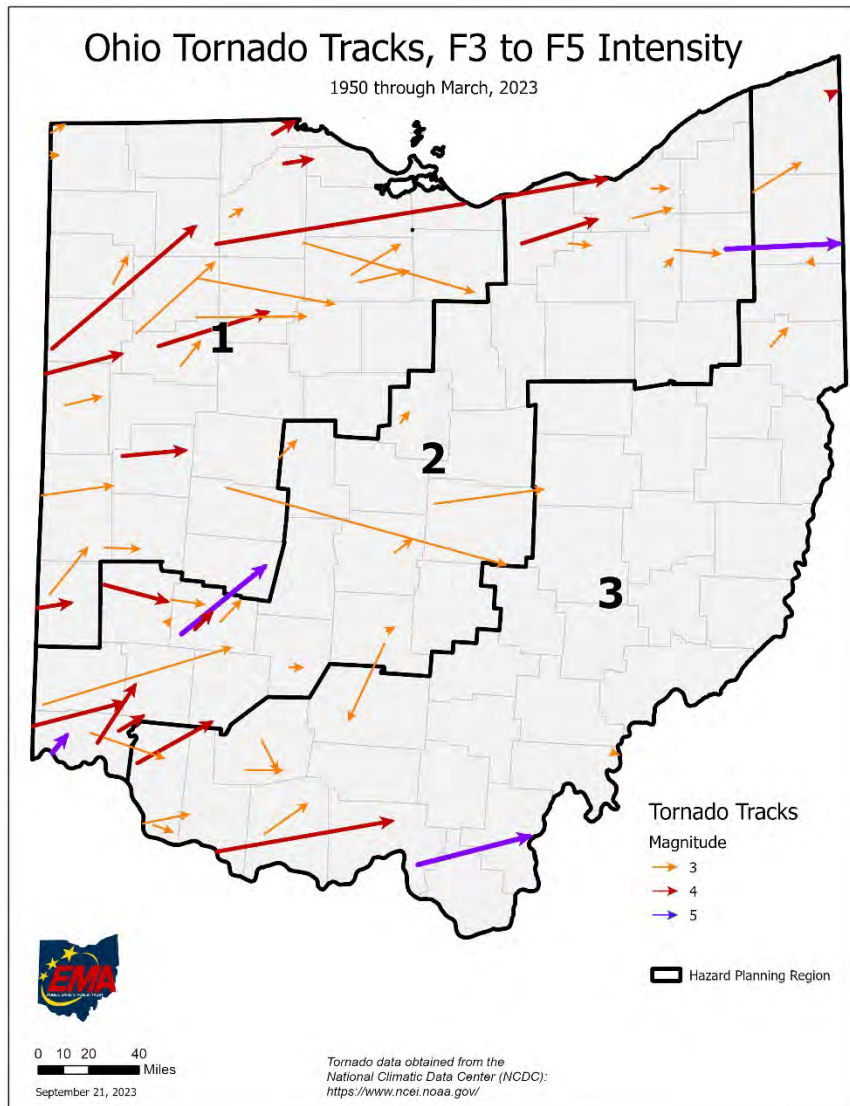 Ohio Tornado Tracks, F3 to F5 Intensity
1950 through March, 2023
1
2
3
Tornado Tracks
Magnitude
3
4
5
Hazard Planning Region
EMA
0 10 20 40
Miles
September 21, 2023
Tornado data obtained from the
National Climatic Data Center (NCDC):
https://www.ncei.noaa.gov/